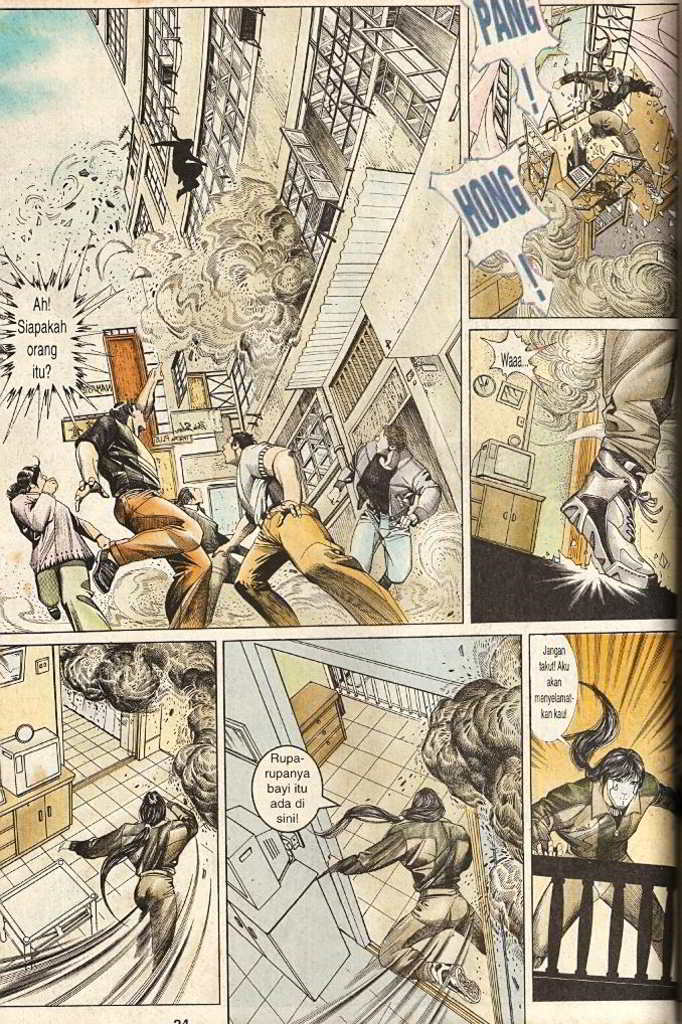 PANG
!
HONG
!
Ah!
Siapakah
orang
itu?
Waaa...
Rupa-
rupanya
bayi itu
ada di
sini!
Jangan
takut! Aku
akan
menyelamat-
kan kau!
24